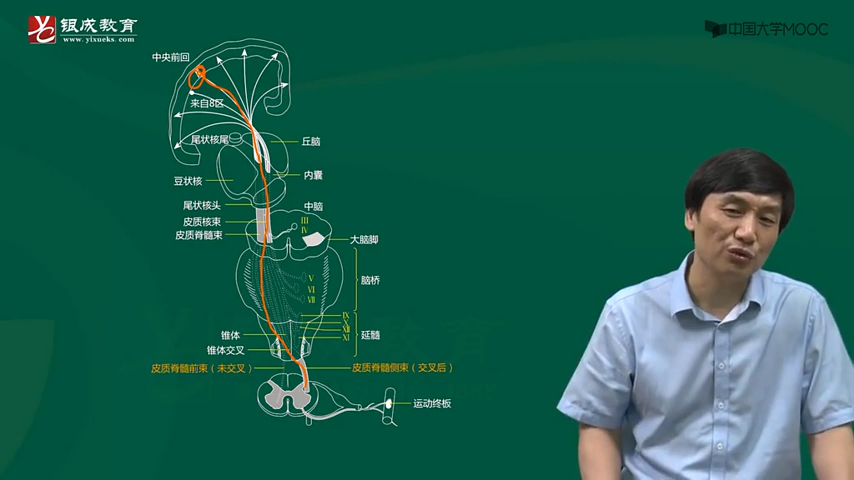 银成教育
www.yixueks.com
中国大学MOOC
中央前回
来自8区
尾状核尾
丘脑
豆状核
内囊
尾状核头
中脑
皮质核束
III
IV
皮质脊髓束
大脑脚
V
脑桥
VI
VII
IX
X
XII
锥体
延髓
XI
锥体交叉
皮质脊髓前束（未交叉）
皮质脊髓侧束（交叉后）
运动终板